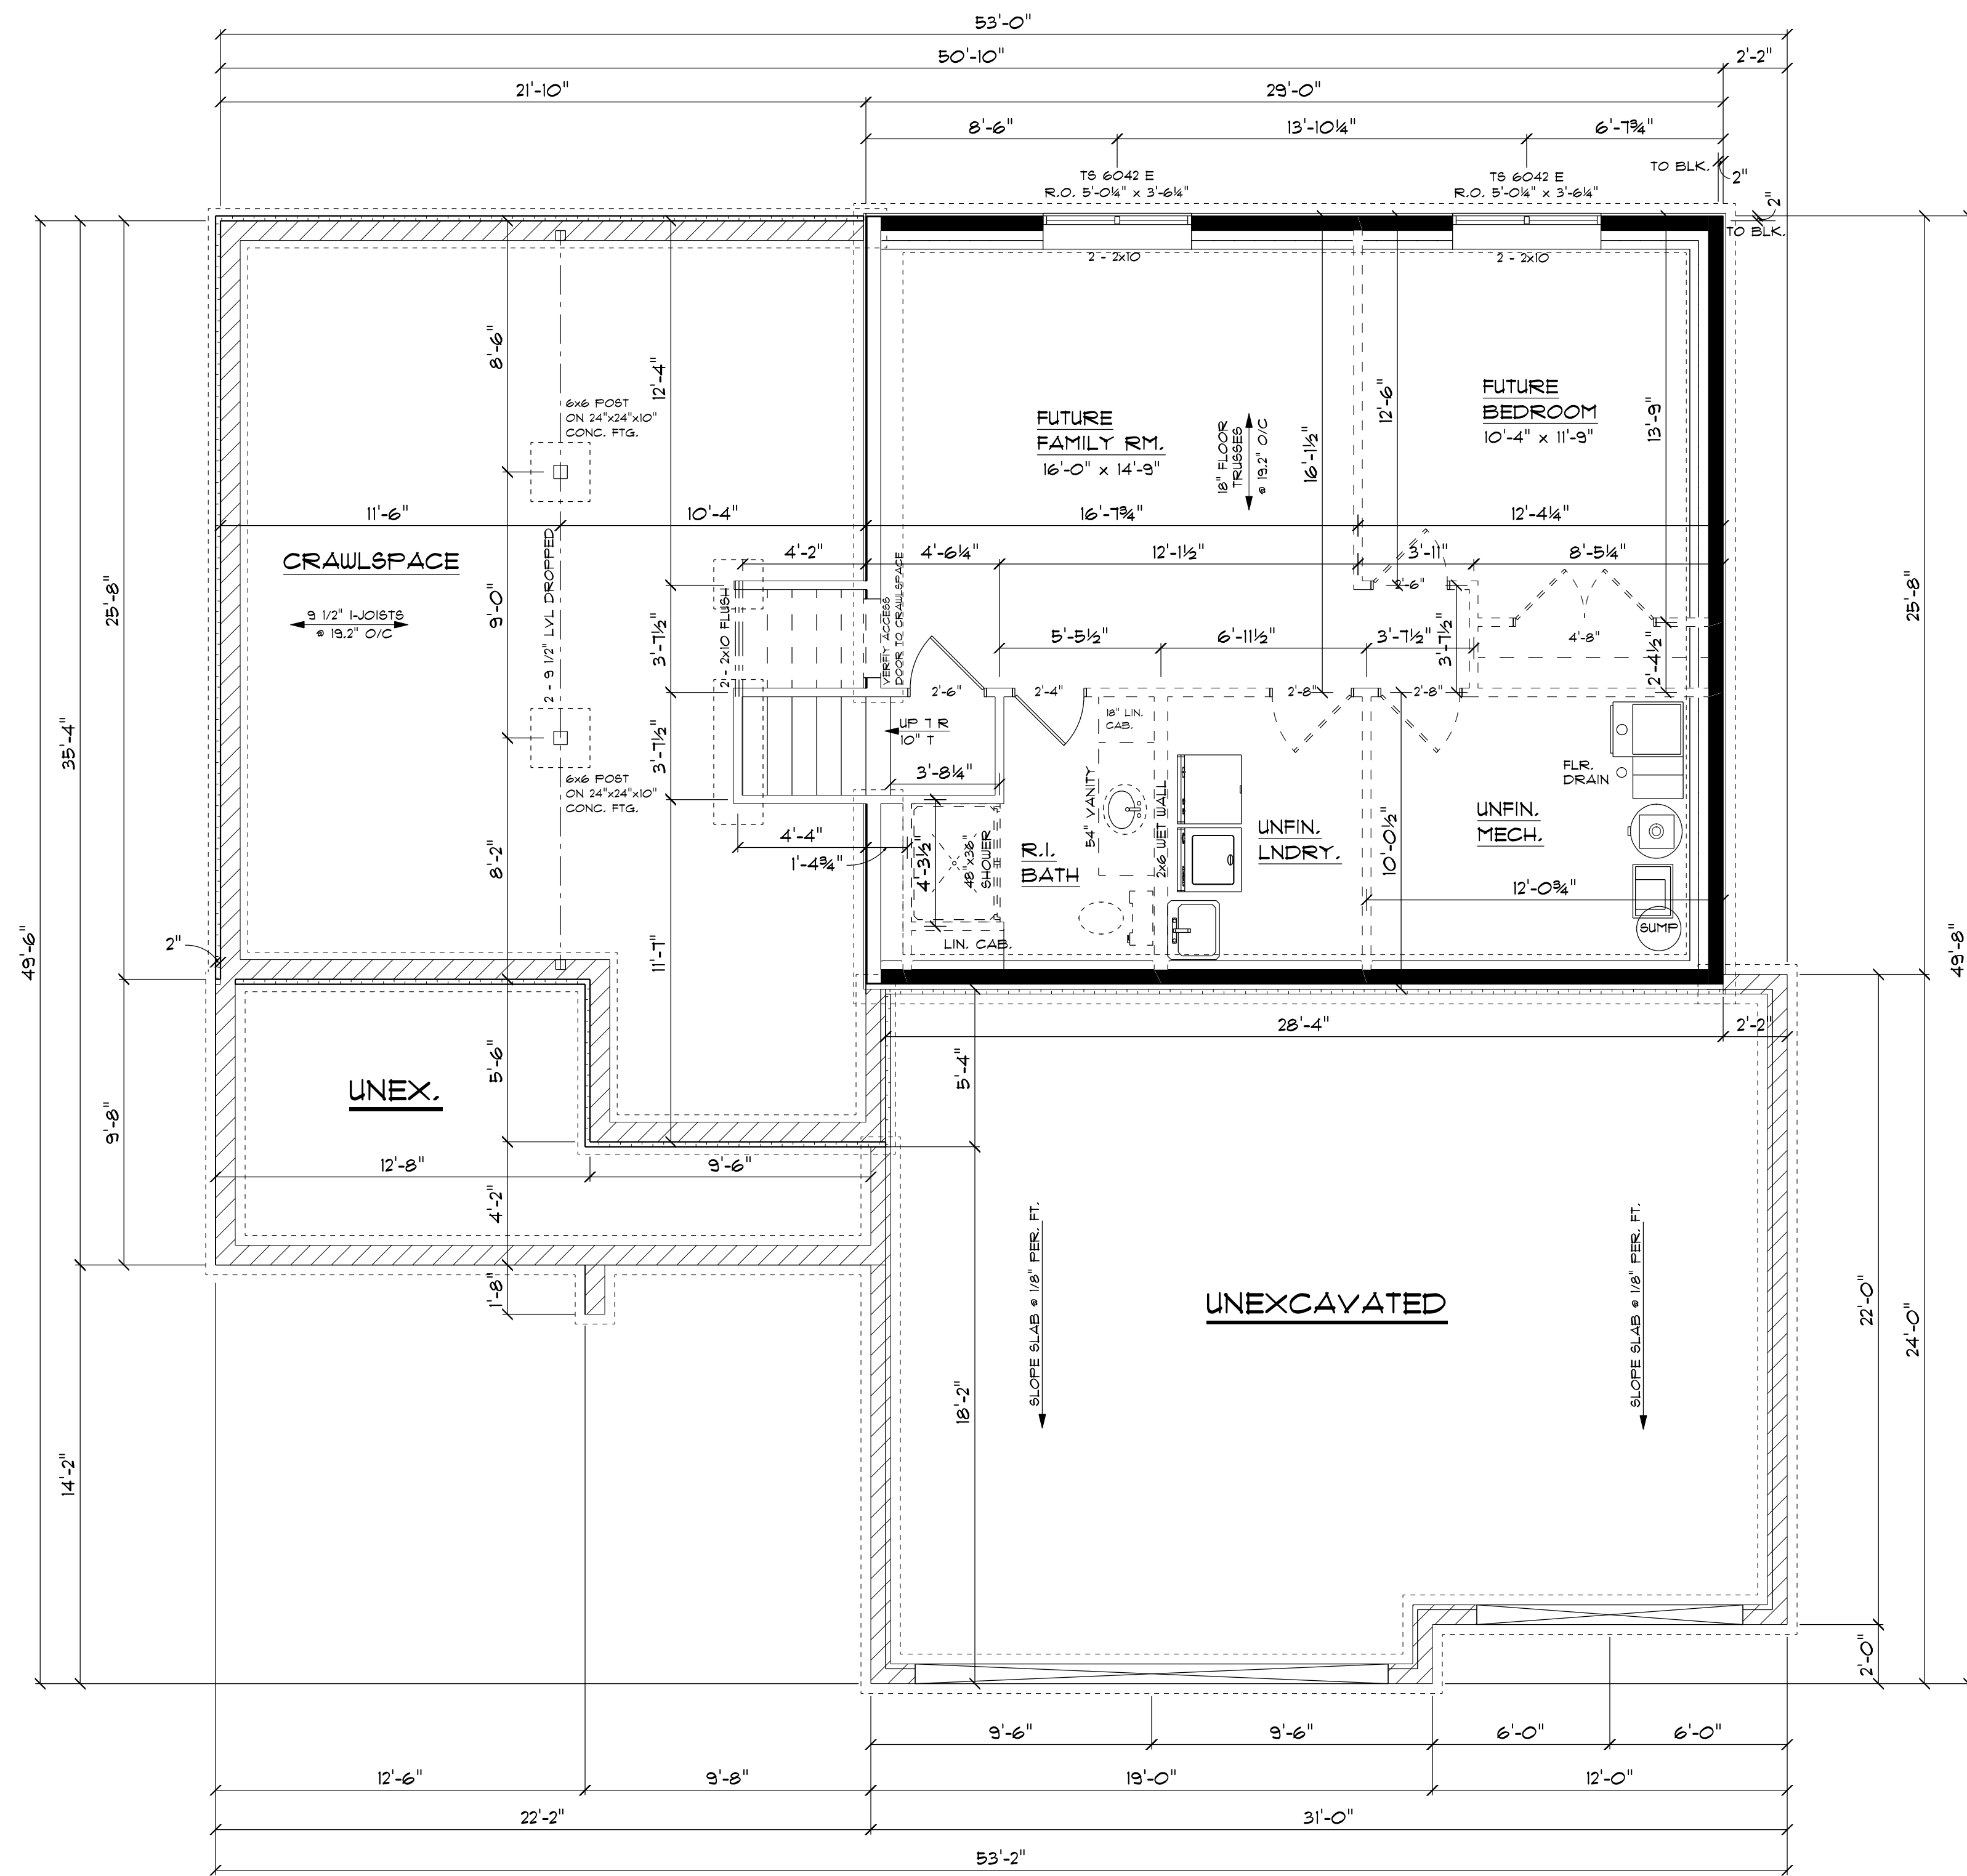 53'-0"
50'-10"
2'-2"
21'-10"
29'-0"
8'-6"
13'-10¼"
6'-7¾"
TS 6042 E
R.O. 5'-0¼" x 3'-6¼"
TS 6042 E
R.O. 5'-0¼" x 3'-6¼"
TO BLK.
2"
2"
TO BLK.
2 - 2x10
2 - 2x10
8'-6"
12'-4"
6x6 POST
ON 24"x24"x10"
CONC. FTG.
FUTURE
FAMILY RM.
16'-0" x 14'-9"
18" FLOOR
TRUSSES
@ 19.2" O/C
16'-1½"
12'-6"
FUTURE
BEDROOM
10'-4" x 11'-9"
13'-9"
11'-6"
10'-4"
16'-7¾"
12'-4¼"
CRAWLSPACE
9 1/2" I-JOISTS
@ 19.2" O/C
2 - 9 1/2" LVL DROPPED
4'-2"
4'-6¼"
12'-1½"
3'-11"
8'-5¼"
2'-6"
25'-8"
25'-8"
9'-0"
3'-7½"
2 - 2x10 FLUSH
VERFIY ACCESS
DOOR TO CRAWLSPACE
5'-5½"
6'-11½"
3'-7½"
3'-7½"
4'-8"
2'-4½"
2'-6"
2'-4"
2'-8"
2'-8"
35'-4"
3'-7½"
UP 7 R
10" T
18" LIN.
CAB.
3'-8¼"
54" VANITY
2x6 WET WALL
FLR.
DRAIN
6x6 POST
ON 24"x24"x10"
CONC. FTG.
8'-2"
4'-4"
1'-4¾"
4'-3½"
48"x36"
SHOWER
R.I.
BATH
UNFIN.
LNDRY.
10'-0½"
UNFIN.
MECH.
12'-0¾"
SUMP
LIN. CAB.
2"
11'-7"
49'-6"
49'-8"
28'-4"
2'-2"
5'-6"
5'-4"
UNEX.
9'-8"
12'-8"
9'-6"
4'-2"
1'-8"
SLOPE SLAB @ 1/8" PER. FT.
SLOPE SLAB @ 1/8" PER. FT.
UNEXCAVATED
22'-0"
24'-0"
18'-2"
14'-2"
2'-0"
9'-6"
9'-6"
6'-0"
6'-0"
12'-6"
9'-8"
19'-0"
12'-0"
22'-2"
31'-0"
53'-2"